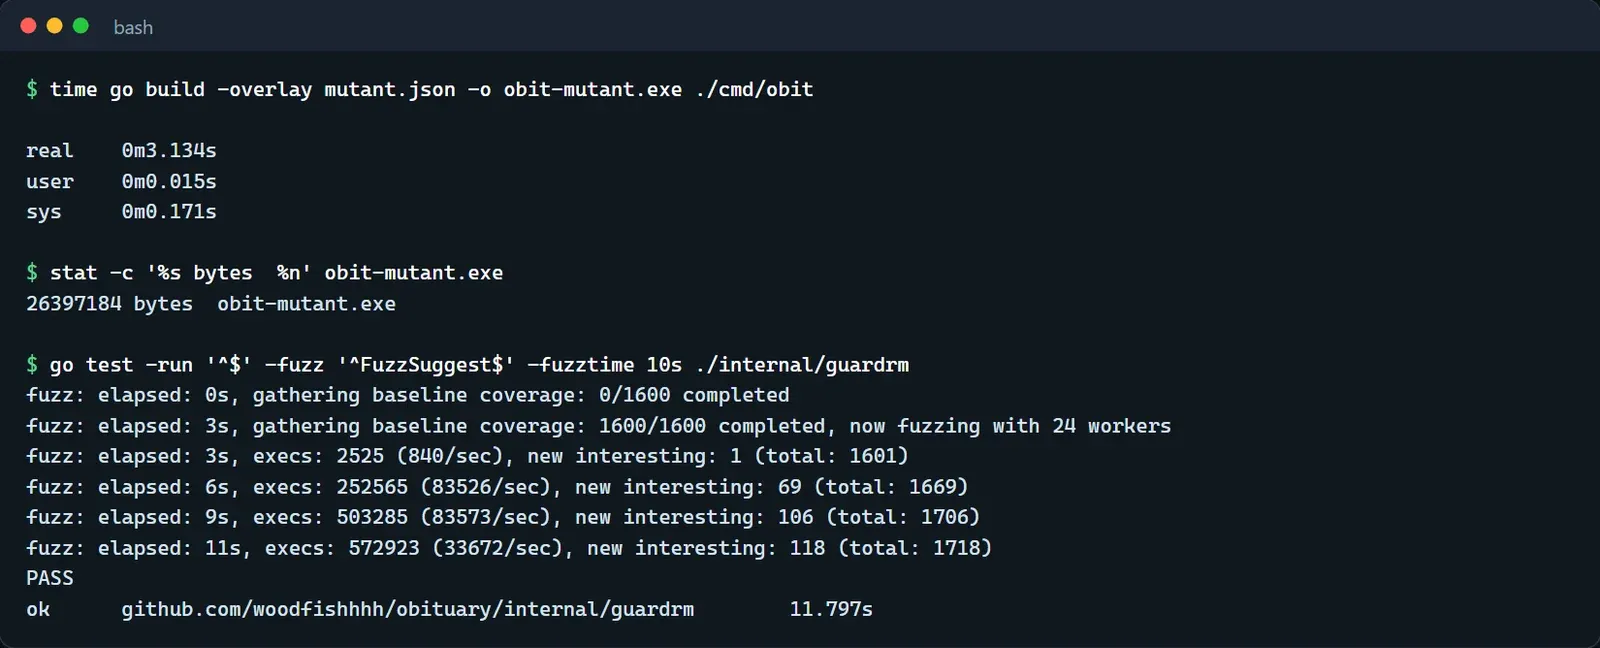 bash
$ time go build -overlay mutant.json -o obit-mutant.exe ./cmd/obit
real    0m3.134s
user    0m0.015s
sys     0m0.171s
$ stat -c '%s bytes  %n' obit-mutant.exe
26397184 bytes  obit-mutant.exe
$ go test -run '^$' -fuzz '^FuzzSuggest$' -fuzztime 10s ./internal/guardrm
fuzz: elapsed: 0s, gathering baseline coverage: 0/1600 completed
fuzz: elapsed: 3s, gathering baseline coverage: 1600/1600 completed, now fuzzing with 24 workers
fuzz: elapsed: 3s, execs: 2525 (840/sec), new interesting: 1 (total: 1601)
fuzz: elapsed: 6s, execs: 252565 (83526/sec), new interesting: 69 (total: 1669)
fuzz: elapsed: 9s, execs: 503285 (83573/sec), new interesting: 106 (total: 1706)
fuzz: elapsed: 11s, execs: 572923 (33672/sec), new interesting: 118 (total: 1718)
PASS
ok      github.com/woodfishhhh/obituary/internal/guardrm        11.797s